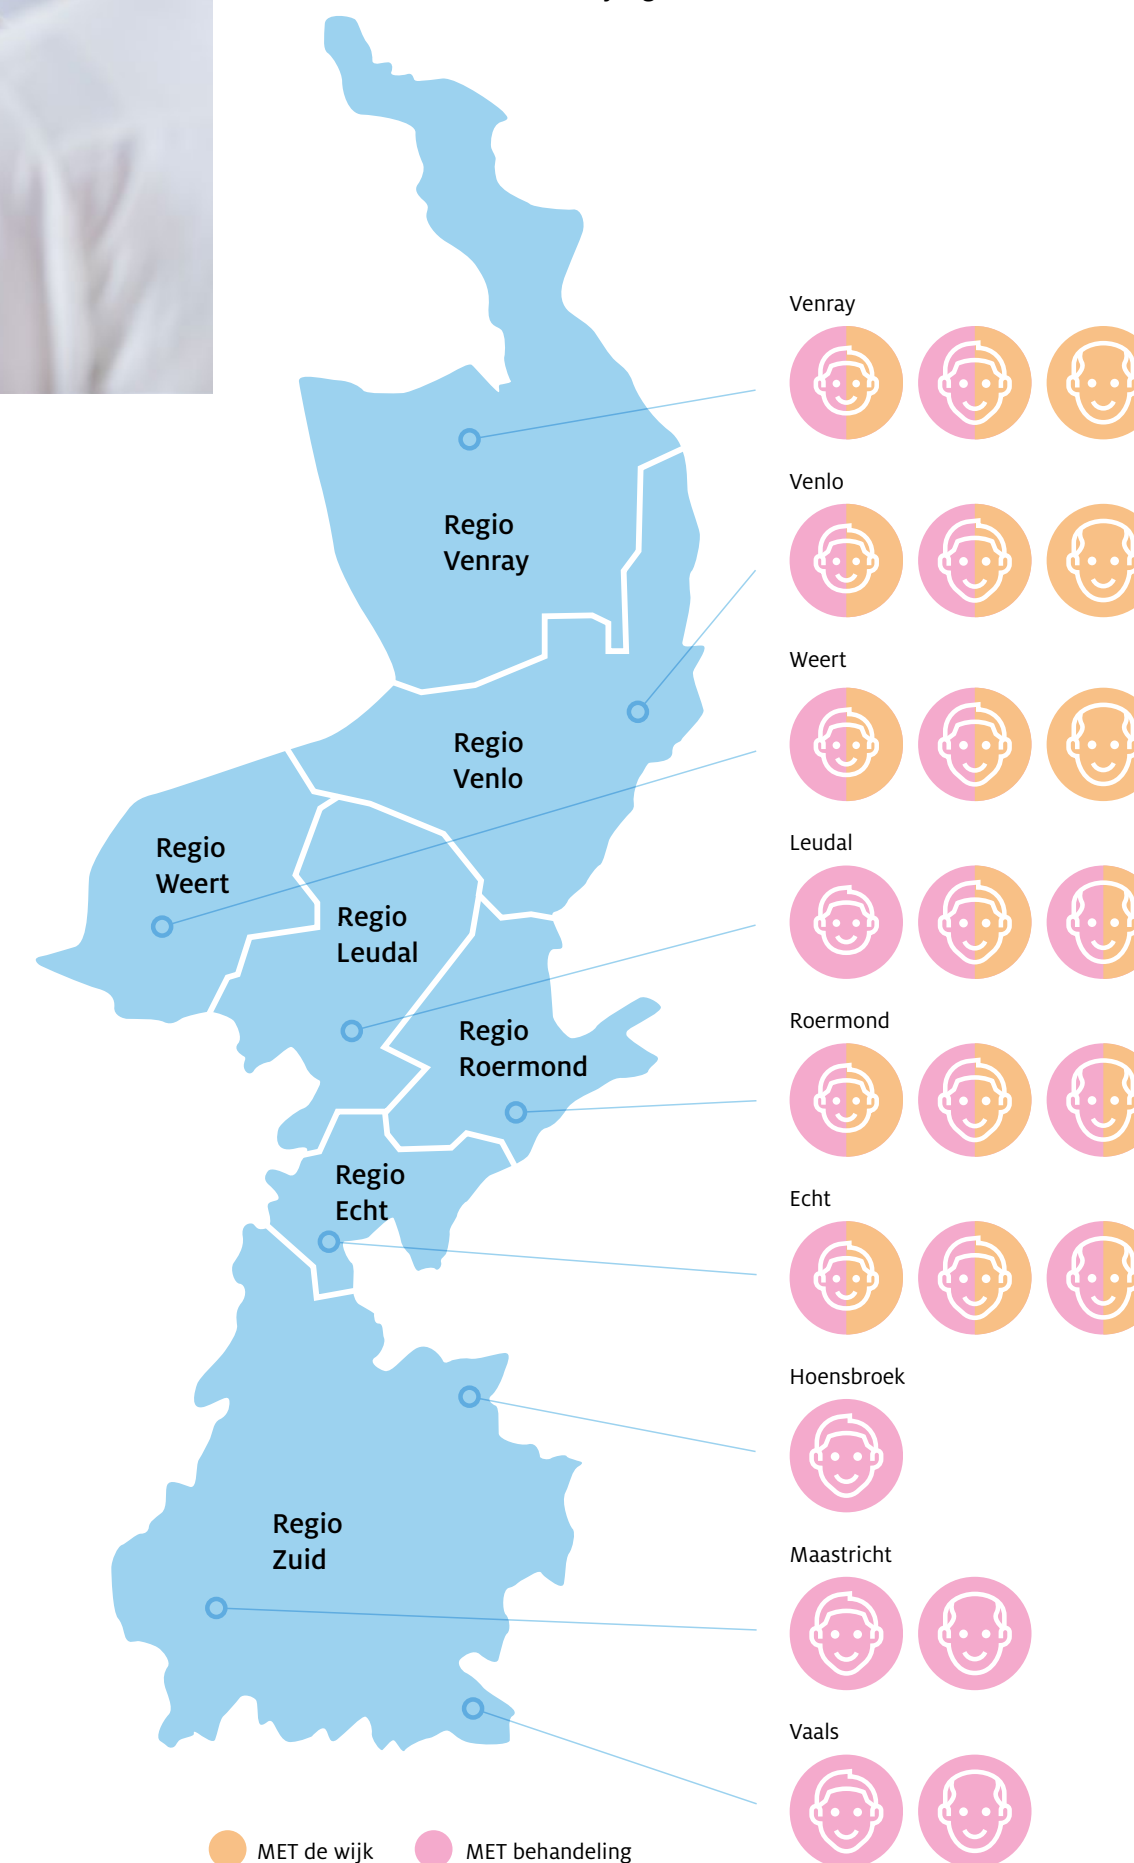 Venray
Regio
Venray
Venlo
Weert
Regio
Venlo
Regio
Weert
Leudal
Regio
Leudal
Roermond
Regio
Roermond
Echt
Regio
Echt
Hoensbroek
Regio
Zuid
Maastricht
Vaals
MET de wijk
MET behandeling